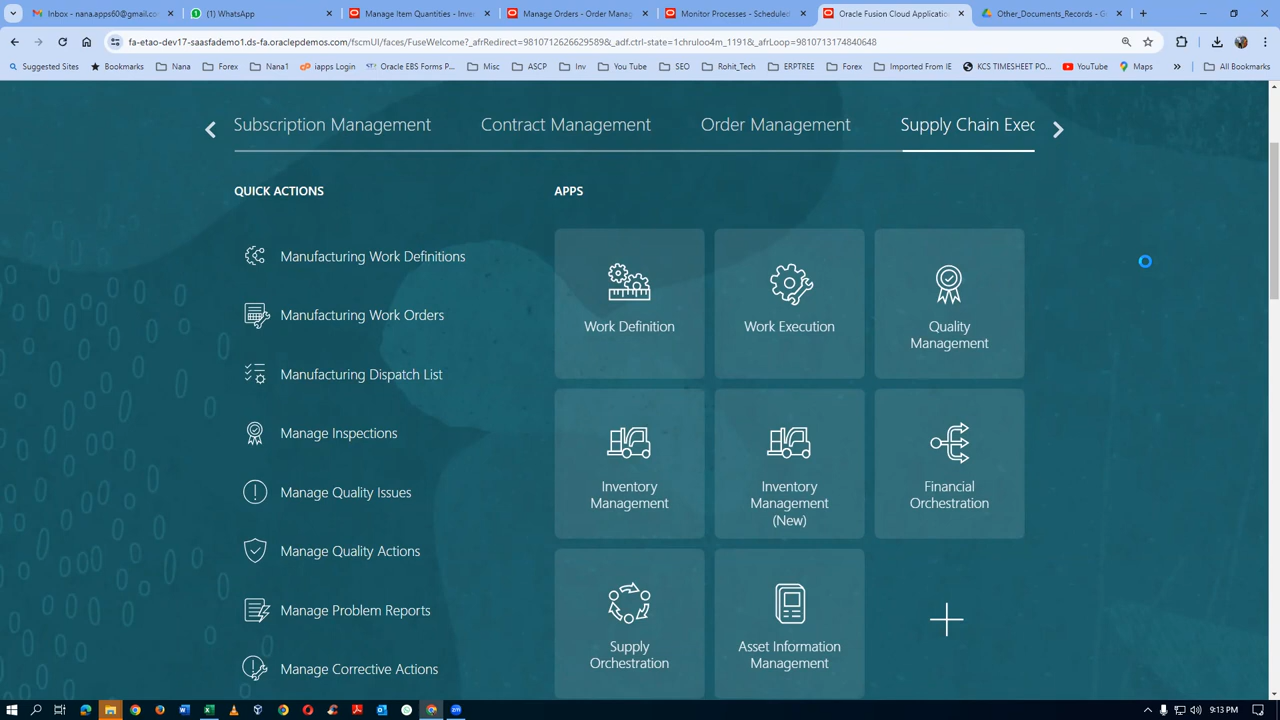 Inbox - nana.apps60@gmail.co
(1) WhatsApp
Manage Item Quantities - Inve
Manage Orders - Order Manag
Monitor Processes - Scheduled
Oracle Fusion Cloud Applicatio
Other_Documents_Records - G
fa-etao-dev17-saasfademo1.ds-fa.oraclepdemos.com/fscmUI/faces/FuseWelcome?_afrRedirect=9810712626629589&_adf.ctrl-state=1chruloo4m_1191&_afrLoop=9810713174840648
Suggested Sites
Bookmarks
Nana
Forex
Nana1
iapps Login
Oracle EBS Forms P...
Misc
ASCP
Inv
You Tube
SEO
Rohit_Tech
ERPTREE
Forex
Imported From IE
KCS TIMESHEET PO...
YouTube
Maps
All Bookmarks
Subscription Management
Contract Management
Order Management
Supply Chain Exec
QUICK ACTIONS
Manufacturing Work Definitions
Manufacturing Work Orders
Manufacturing Dispatch List
Manage Inspections
Manage Quality Issues
Manage Quality Actions
Manage Problem Reports
Manage Corrective Actions
APPS
Work Definition
Work Execution
Quality
Management
Inventory
Management
Inventory
Management
(New)
Financial
Orchestration
Supply
Orchestration
Asset Information
Management
9:13 PM